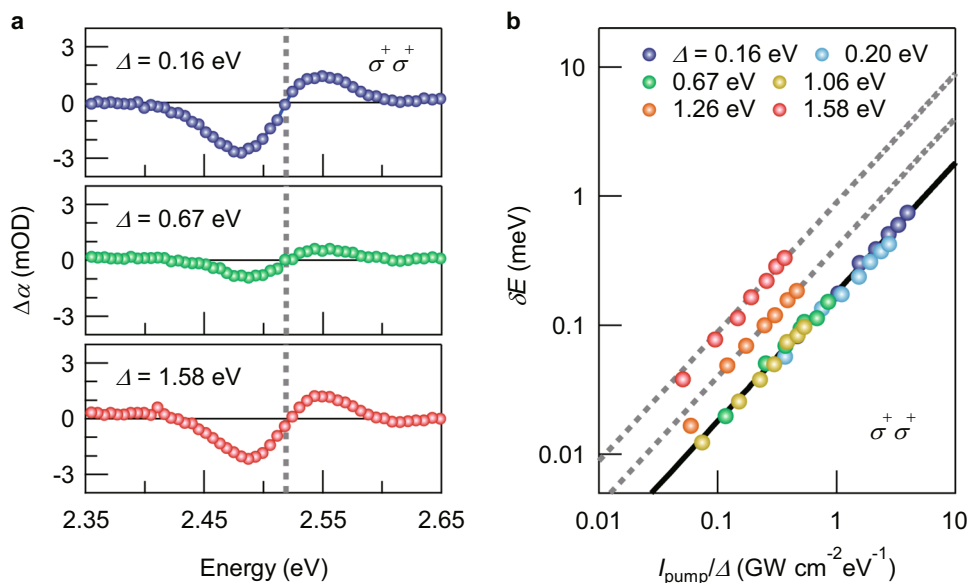 a
3
0
-3
Δ = 0.16 eV
σ⁺σ⁺
3
0
-3
Δ = 0.67 eV
3
0
-3
Δ = 1.58 eV
Δα (mOD)
2.35 2.45 2.55 2.65
Energy (eV)
b
10
1
0.1
0.01
δE (meV)
Δ = 0.16 eV 0.20 eV
0.67 eV 1.06 eV
1.26 eV 1.58 eV
σ⁺σ⁺
0.01 0.1 1 10
I_pump/Δ (GW cm⁻²eV⁻¹)